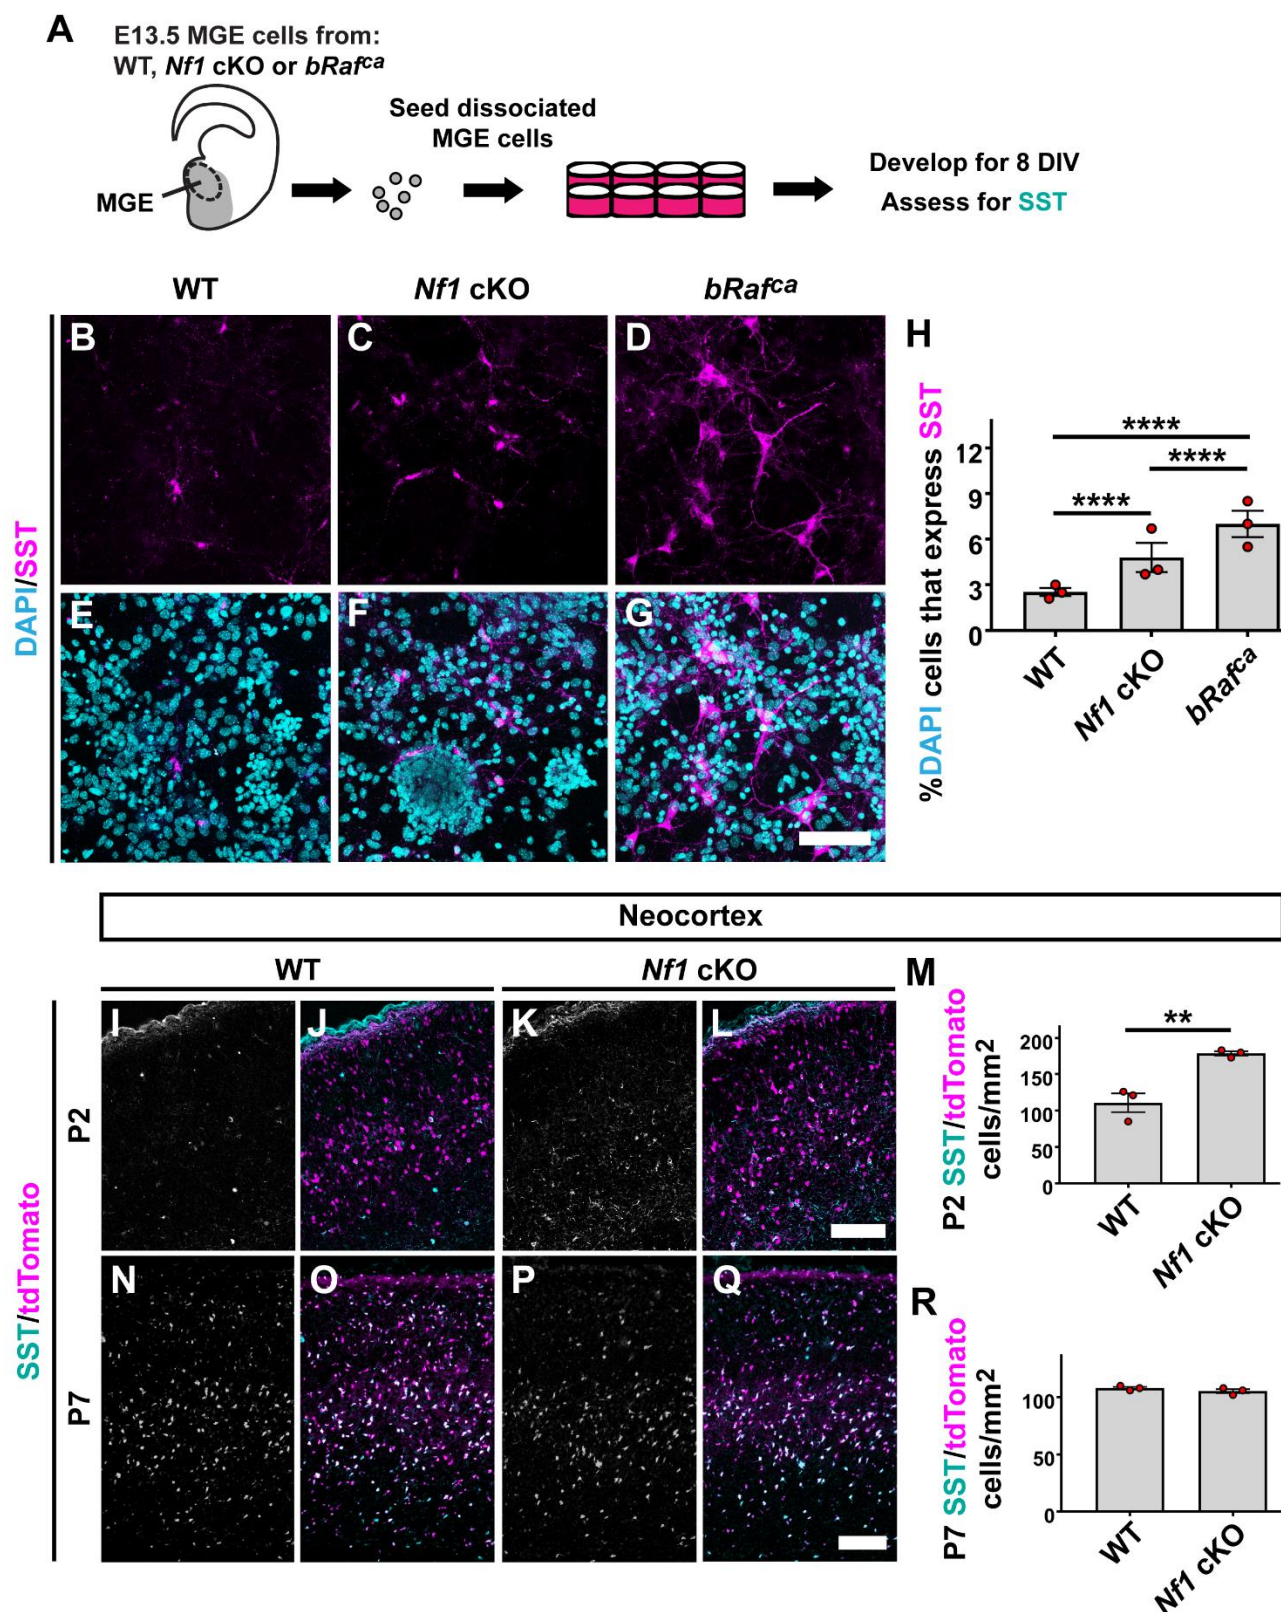 A
E13.5 MGE cells from:
WT, Nf1 cKO or bRafca
MGE
Seed dissociated
MGE cells
Develop for 8 DIV
Assess for SST
WT
Nf1 cKO
bRafca
DAPI/SST
B
C
D
E
F
G
H
%DAPI cells that express SST
12
9
6
3
0
****
****
****
WT
Nf1 cKO
bRafca
Neocortex
WT
Nf1 cKO
SST/tdTomato
P2
I
J
K
L
M
P2 SST/tdTomato
cells/mm2
200
150
100
50
0
**
WT
Nf1 cKO
P7
N
O
P
Q
R
P7 SST/tdTomato
cells/mm2
100
50
0
WT
Nf1 cKO